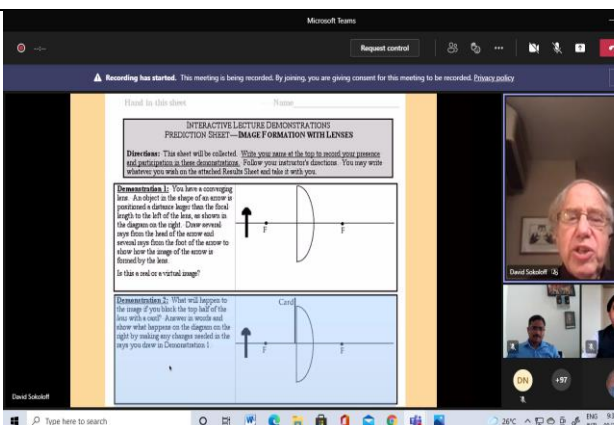 Microsoft Teams
Request control
Recording has started. This meeting is being recorded. By joining, you are giving consent for this meeting to be recorded. Privacy policy
Hand in this sheet Name
INTERACTIVE LECTURE DEMONSTRATIONS
PREDICTION SHEET—IMAGE FORMATION WITH LENSES
Directions: This sheet will be collected. Write your name at the top to record your presence
and participation in these demonstrations. Follow your instructor's directions. You may write
whatever you wish on the attached Results Sheet and take it with you.
Demonstration 1: You have a converging
lens. An object in the shape of an arrow is
positioned a distance larger than the focal
length to the left of the lens, as shown in
the diagram on the right. Draw several
rays from the head of the arrow and
several rays from the foot of the arrow to
show how the image of the arrow is
formed by the lens.
Is this a real or a virtual image?
F F
Demonstration 2: What will happen to
the image if you block the top half of the
lens with a card? Answer in words and
show what happens on the diagram on the
right by making any changes needed in the
rays you drew in Demonstration 1.
Card
F F
David Sokoloff
David Sokoloff
DN +97
Type here to search
26°C
ENG